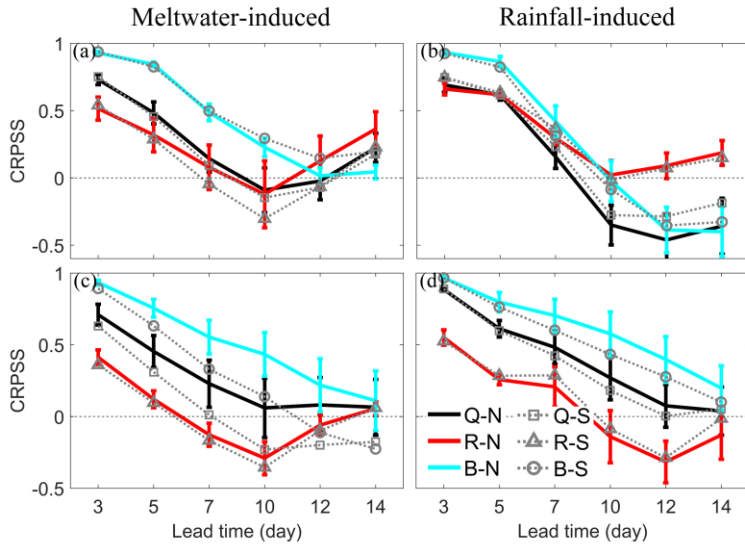 Meltwater-induced
Rainfall-induced
(a)
(b)
CRPSS
1
0.5
0
-0.5
(c)
(d)
CRPSS
1
0.5
0
-0.5
Q-N
Q-S
R-N
R-S
B-N
B-S
3 5 7 10 12 14
3 5 7 10 12 14
Lead time (day)
Lead time (day)